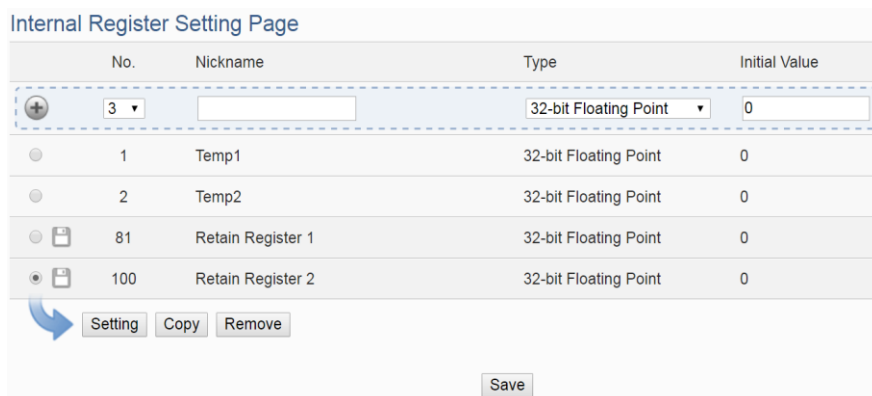 Internal Register Setting Page
No. Nickname Type Initial Value
3 32-bit Floating Point 0
1 Temp1 32-bit Floating Point 0
2 Temp2 32-bit Floating Point 0
81 Retain Register 1 32-bit Floating Point 0
100 Retain Register 2 32-bit Floating Point 0
Setting Copy Remove
Save